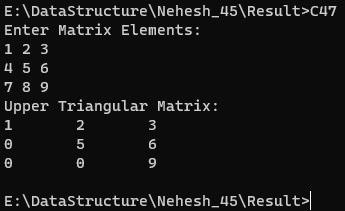 E:\DataStructure\Nehesh_45\Result>C47
Enter Matrix Elements:
1 2 3
4 5 6
7 8 9
Upper Triangular Matrix:
1 2 3
0 5 6
0 0 9
E:\DataStructure\Nehesh_45\Result>